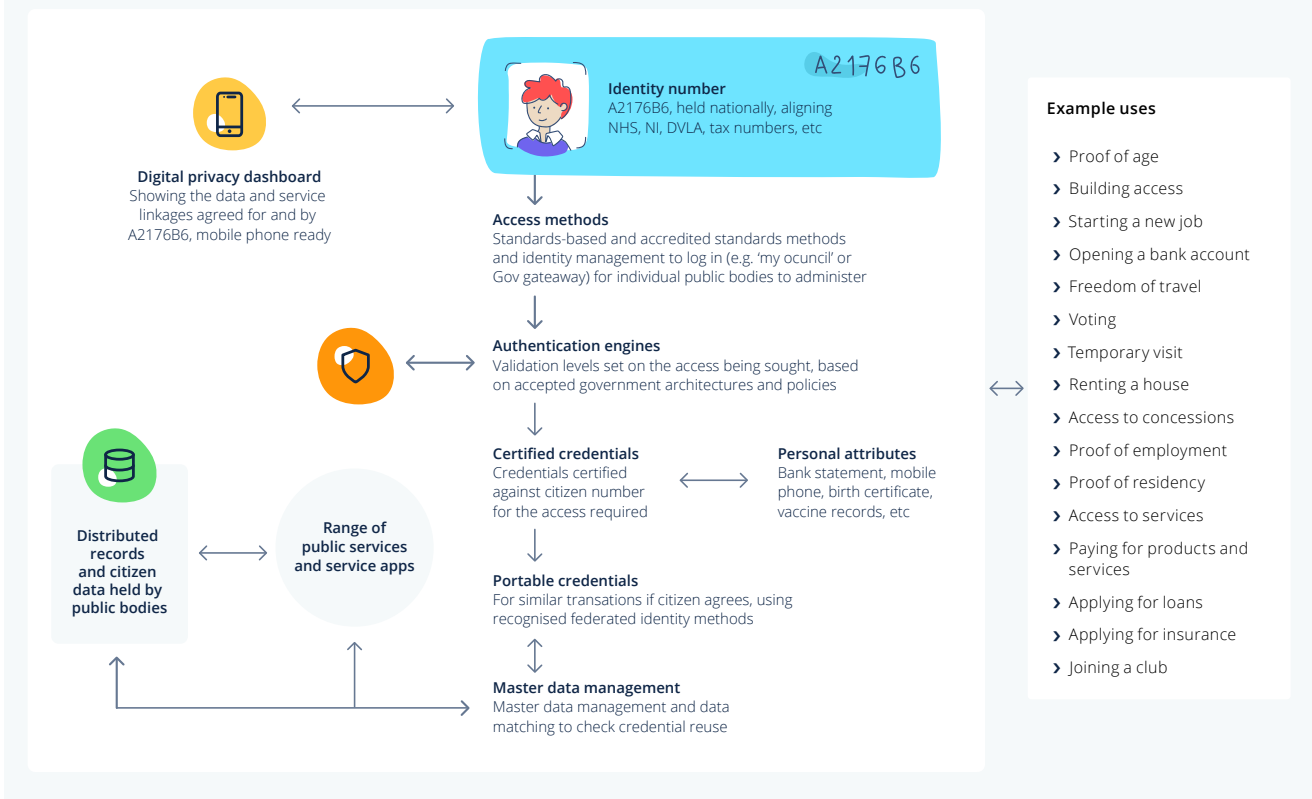 A2176B6
Identity number
A2176B6, held nationally, aligning
NHS, NI, DVLA, tax numbers, etc
Digital privacy dashboard
Showing the data and service
linkages agreed for and by
A2176B6, mobile phone ready
Access methods
Standards-based and accredited standards methods
and identity management to log in (e.g. ‘my ocuncil’ or
Gov gateaway) for individual public bodies to administer
Authentication engines
Validation levels set on the access being sought, based
on accepted government architectures and policies
Certified credentials
Credentials certified
against citizen number
for the access required
Personal attributes
Bank statement, mobile
phone, birth certificate,
vaccine records, etc
Distributed
records
and citizen
data held by
public bodies
Range of
public services
and service apps
Portable credentials
For similar transations if citizen agrees, using
recognised federated identity methods
Master data management
Master data management and data
matching to check credential reuse
Example uses
Proof of age
Building access
Starting a new job
Opening a bank account
Freedom of travel
Voting
Temporary visit
Renting a house
Access to concessions
Proof of employment
Proof of residency
Access to services
Paying for products and
services
Applying for loans
Applying for insurance
Joining a club